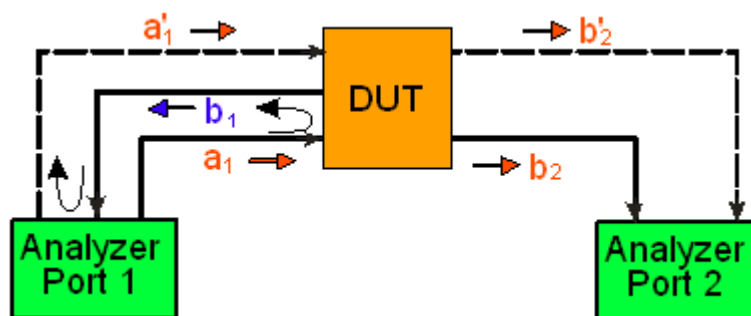 a'₁
b'₂
DUT
b₁
a₁
b₂
Analyzer
Port 1
Analyzer
Port 2